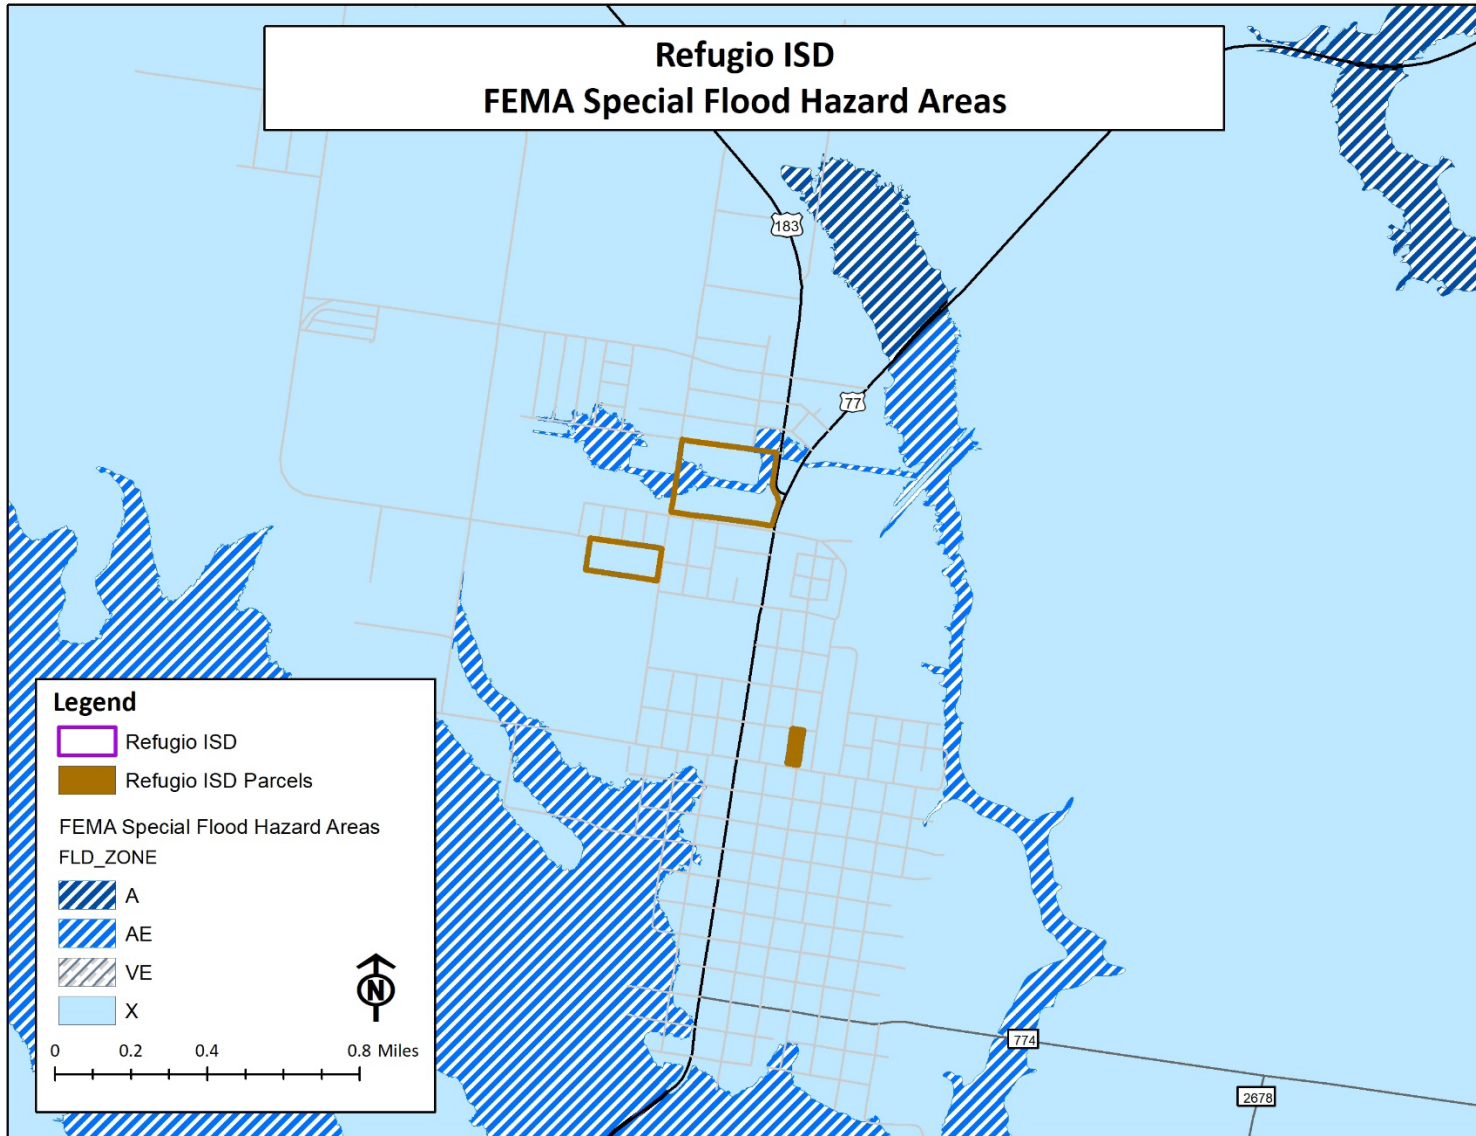 Refugio ISD
FEMA Special Flood Hazard Areas
183
77
Legend
Refugio ISD
Refugio ISD Parcels
FEMA Special Flood Hazard Areas
FLD_ZONE
A
AE
VE
X
N
0 0.2 0.4 0.8 Miles
774
2678